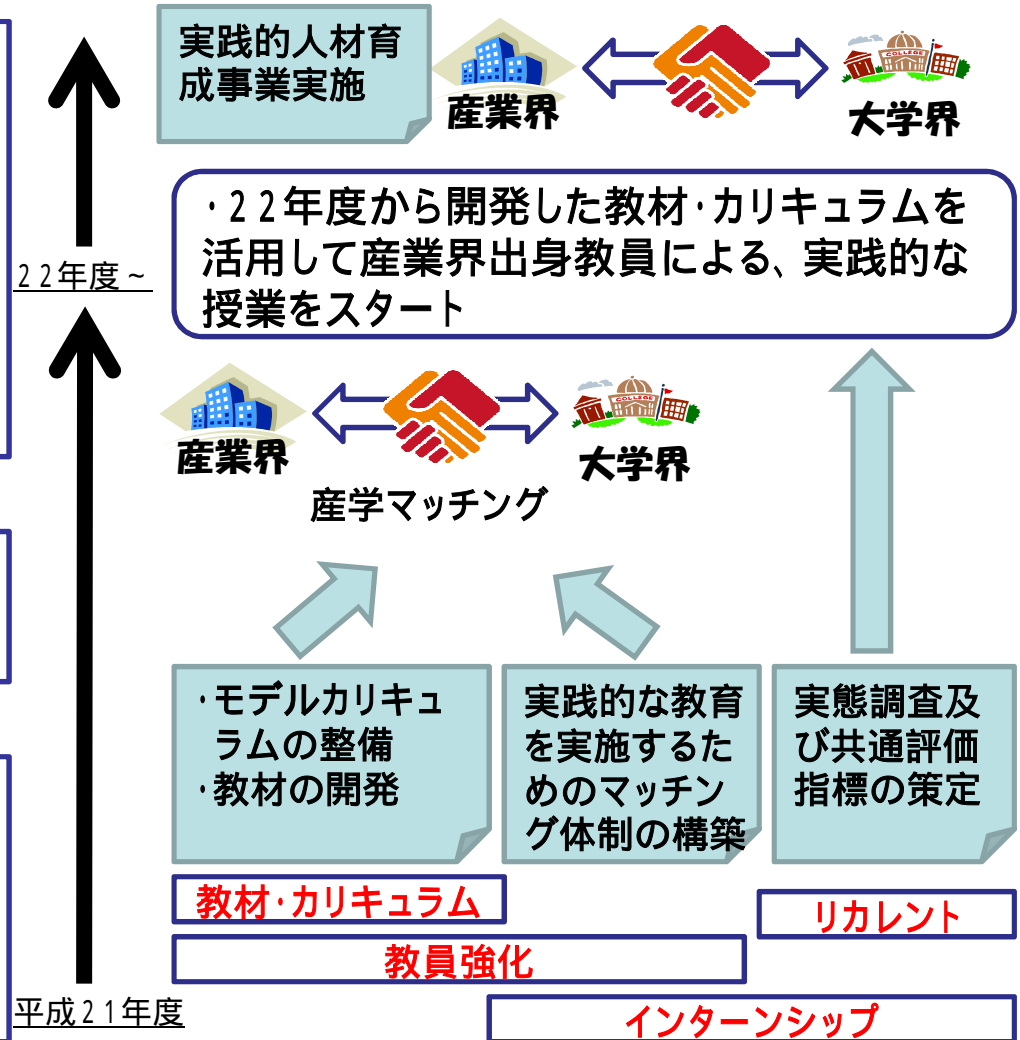 実践的人材育
成事業実施
産業界
COLLEGE
大学界
・22年度から開発した教材・カリキュラムを
活用して産業界出身教員による、実践的な
授業をスタート
22年度~
産業界
COLLEGE
大学界
産学マッチング
・モデルカリキュ
ラムの整備
・教材の開発
実践的な教育
を実施するた
めのマッチン
グ体制の構築
実態調査及
び共通評価
指標の策定
教材・カリキュラム
リカレント
教員強化
平成21年度
インターンシップ